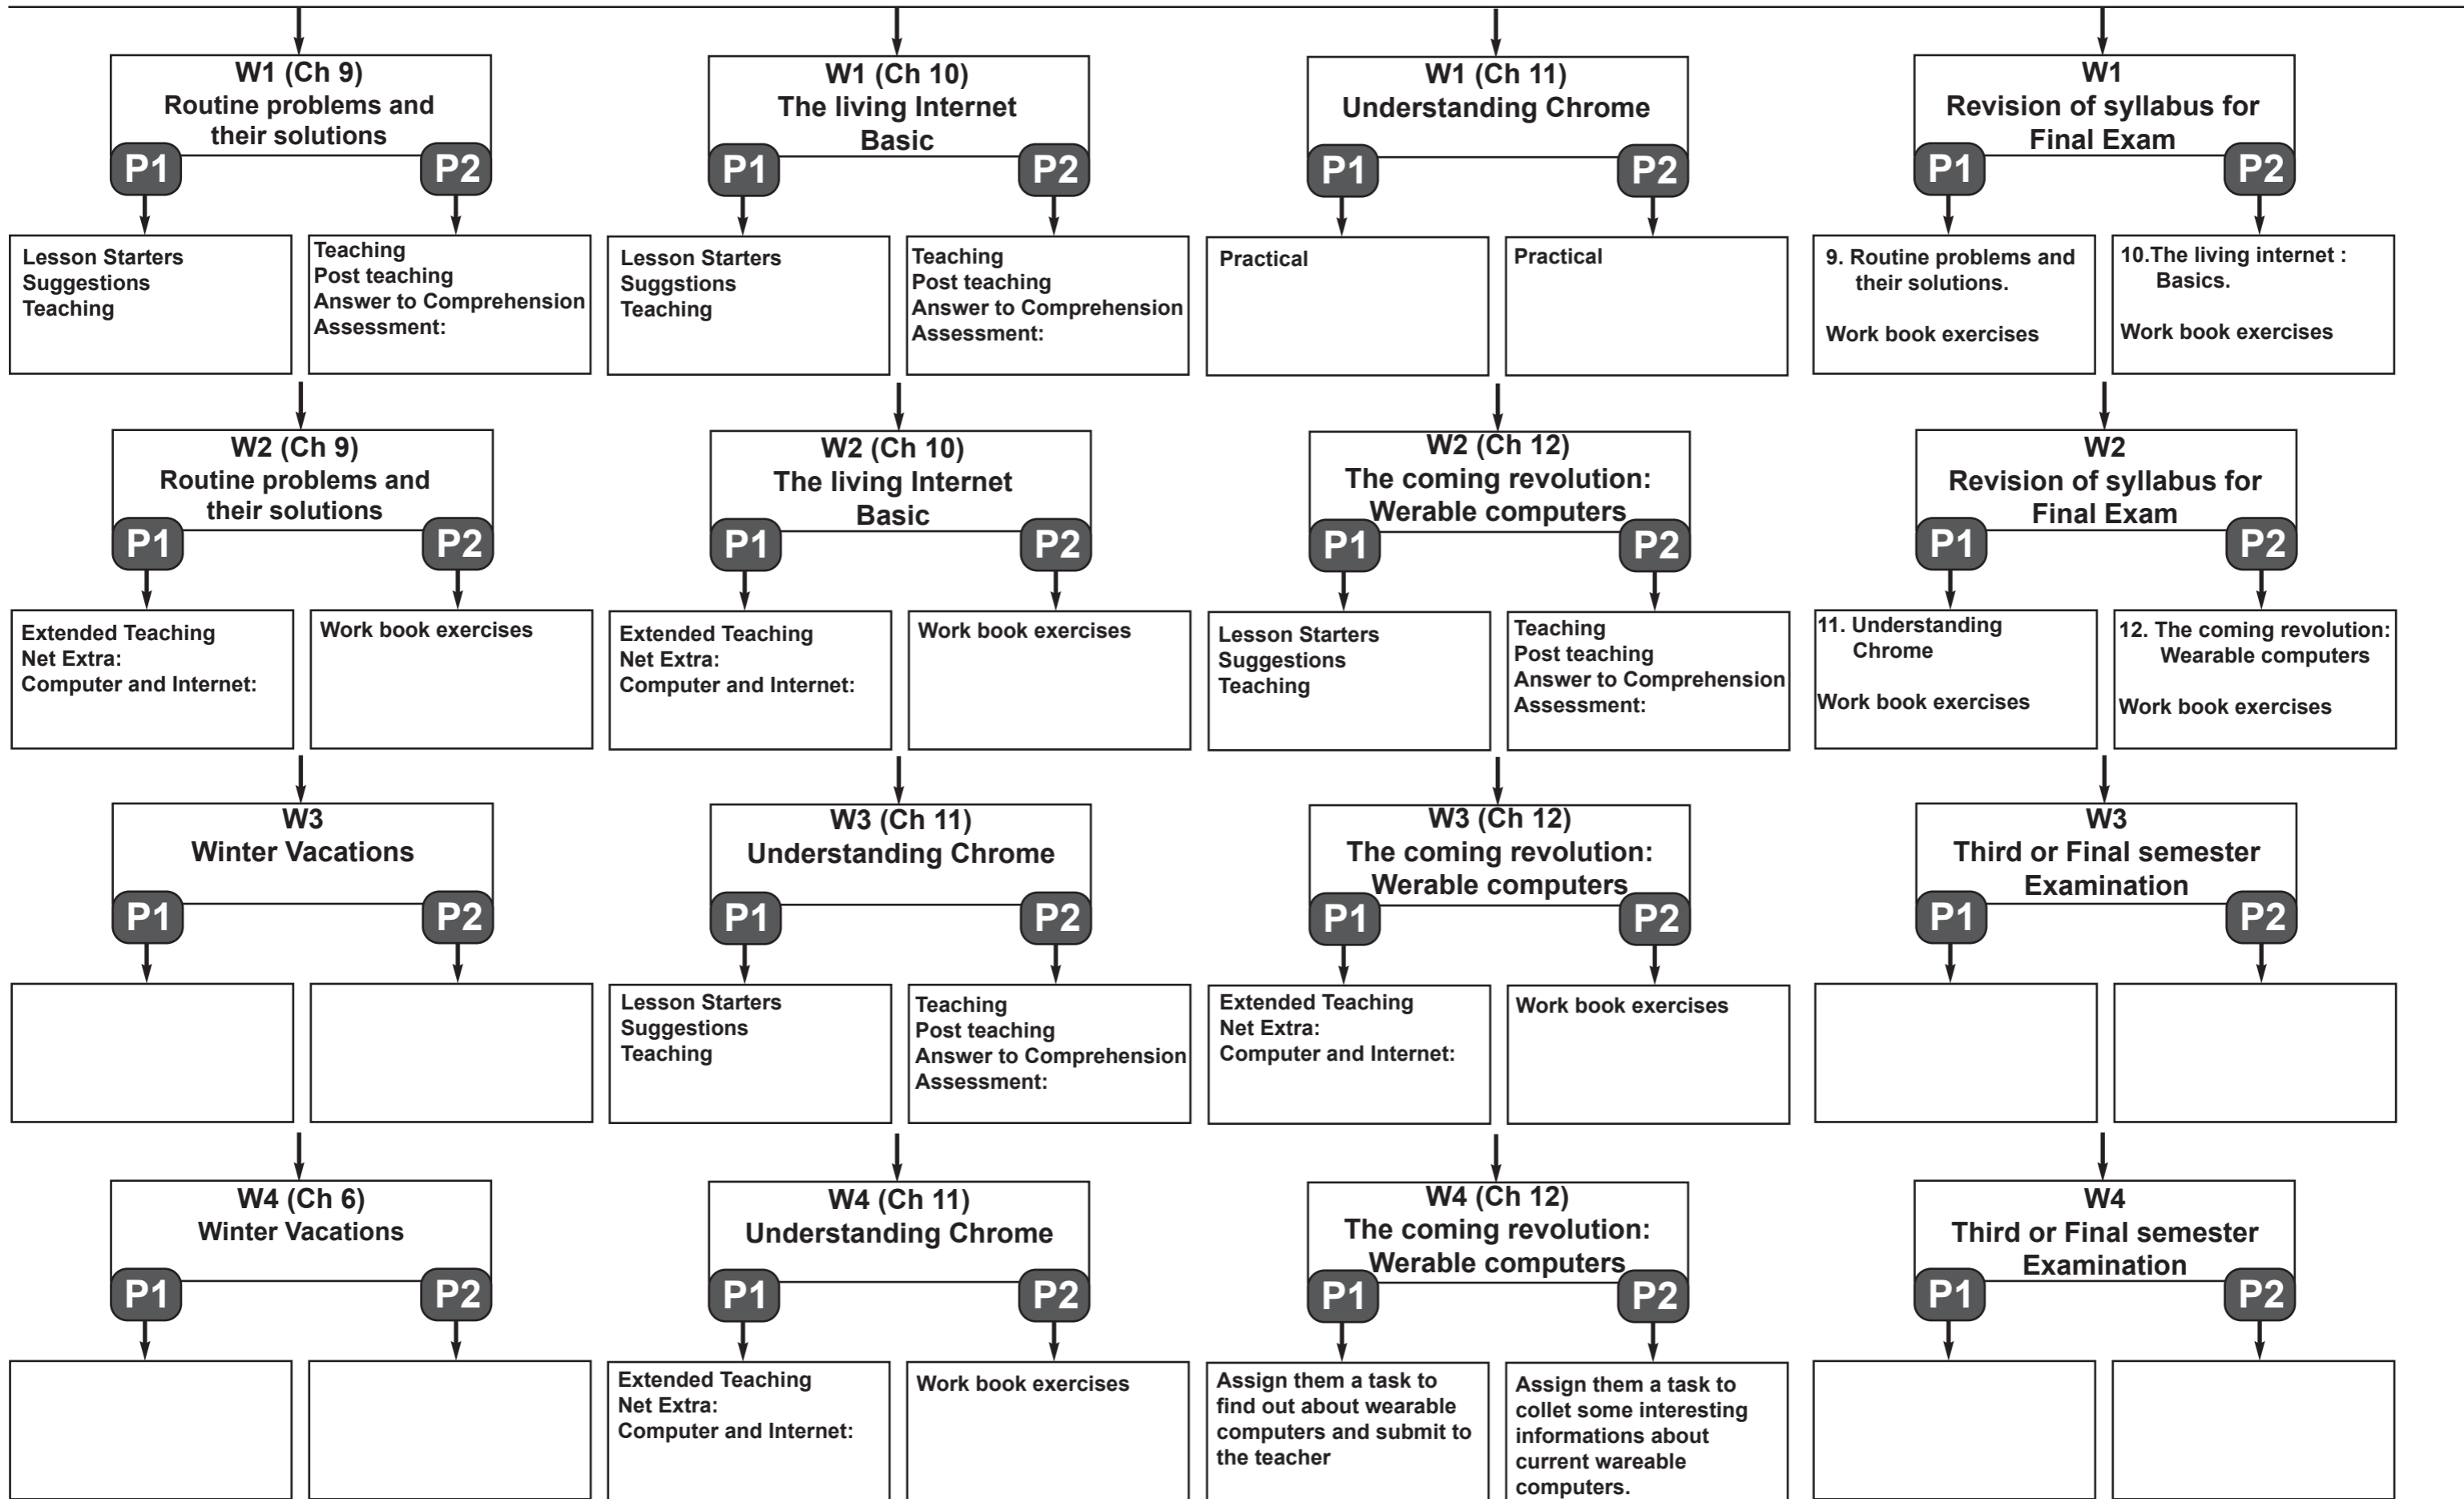 W1 (Ch 9)
Routine problems and
their solutions
P1
P2
Lesson Starters
Suggestions
Teaching
Teaching
Post teaching
Answer to Comprehension
Assessment:
W2 (Ch 9)
Routine problems and
their solutions
P1
P2
Extended Teaching
Net Extra:
Computer and Internet:
Work book exercises
W3
Winter Vacations
P1
P2
W4 (Ch 6)
Winter Vacations
P1
P2
W1 (Ch 10)
The living Internet
Basic
P1
P2
Lesson Starters
Suggstions
Teaching
Teaching
Post teaching
Answer to Comprehension
Assessment:
W2 (Ch 10)
The living Internet
Basic
P1
P2
Extended Teaching
Net Extra:
Computer and Internet:
Work book exercises
W3 (Ch 11)
Understanding Chrome
P1
P2
Lesson Starters
Suggestions
Teaching
Teaching
Post teaching
Answer to Comprehension
Assessment:
W4 (Ch 11)
Understanding Chrome
P1
P2
Extended Teaching
Net Extra:
Computer and Internet:
Work book exercises
W1 (Ch 11)
Understanding Chrome
P1
P2
Practical
Practical
W2 (Ch 12)
The coming revolution:
Werable computers
P1
P2
Lesson Starters
Suggestions
Teaching
Teaching
Post teaching
Answer to Comprehension
Assessment:
W3 (Ch 12)
The coming revolution:
Werable computers
P1
P2
Extended Teaching
Net Extra:
Computer and Internet:
Work book exercises
W4 (Ch 12)
The coming revolution:
Werable computers
P1
P2
Assign them a task to
find out about wearable
computers and submit to
the teacher
Assign them a task to
collet some interesting
informations about
current wareable
computers.
W1
Revision of syllabus for
Final Exam
P1
P2
9. Routine problems and
their solutions.
Work book exercises
10.The living internet :
Basics.
Work book exercises
W2
Revision of syllabus for
Final Exam
P1
P2
11. Understanding
Chrome
Work book exercises
12. The coming revolution:
Wearable computers
Work book exercises
W3
Third or Final semester
Examination
P1
P2
W4
Third or Final semester
Examination
P1
P2